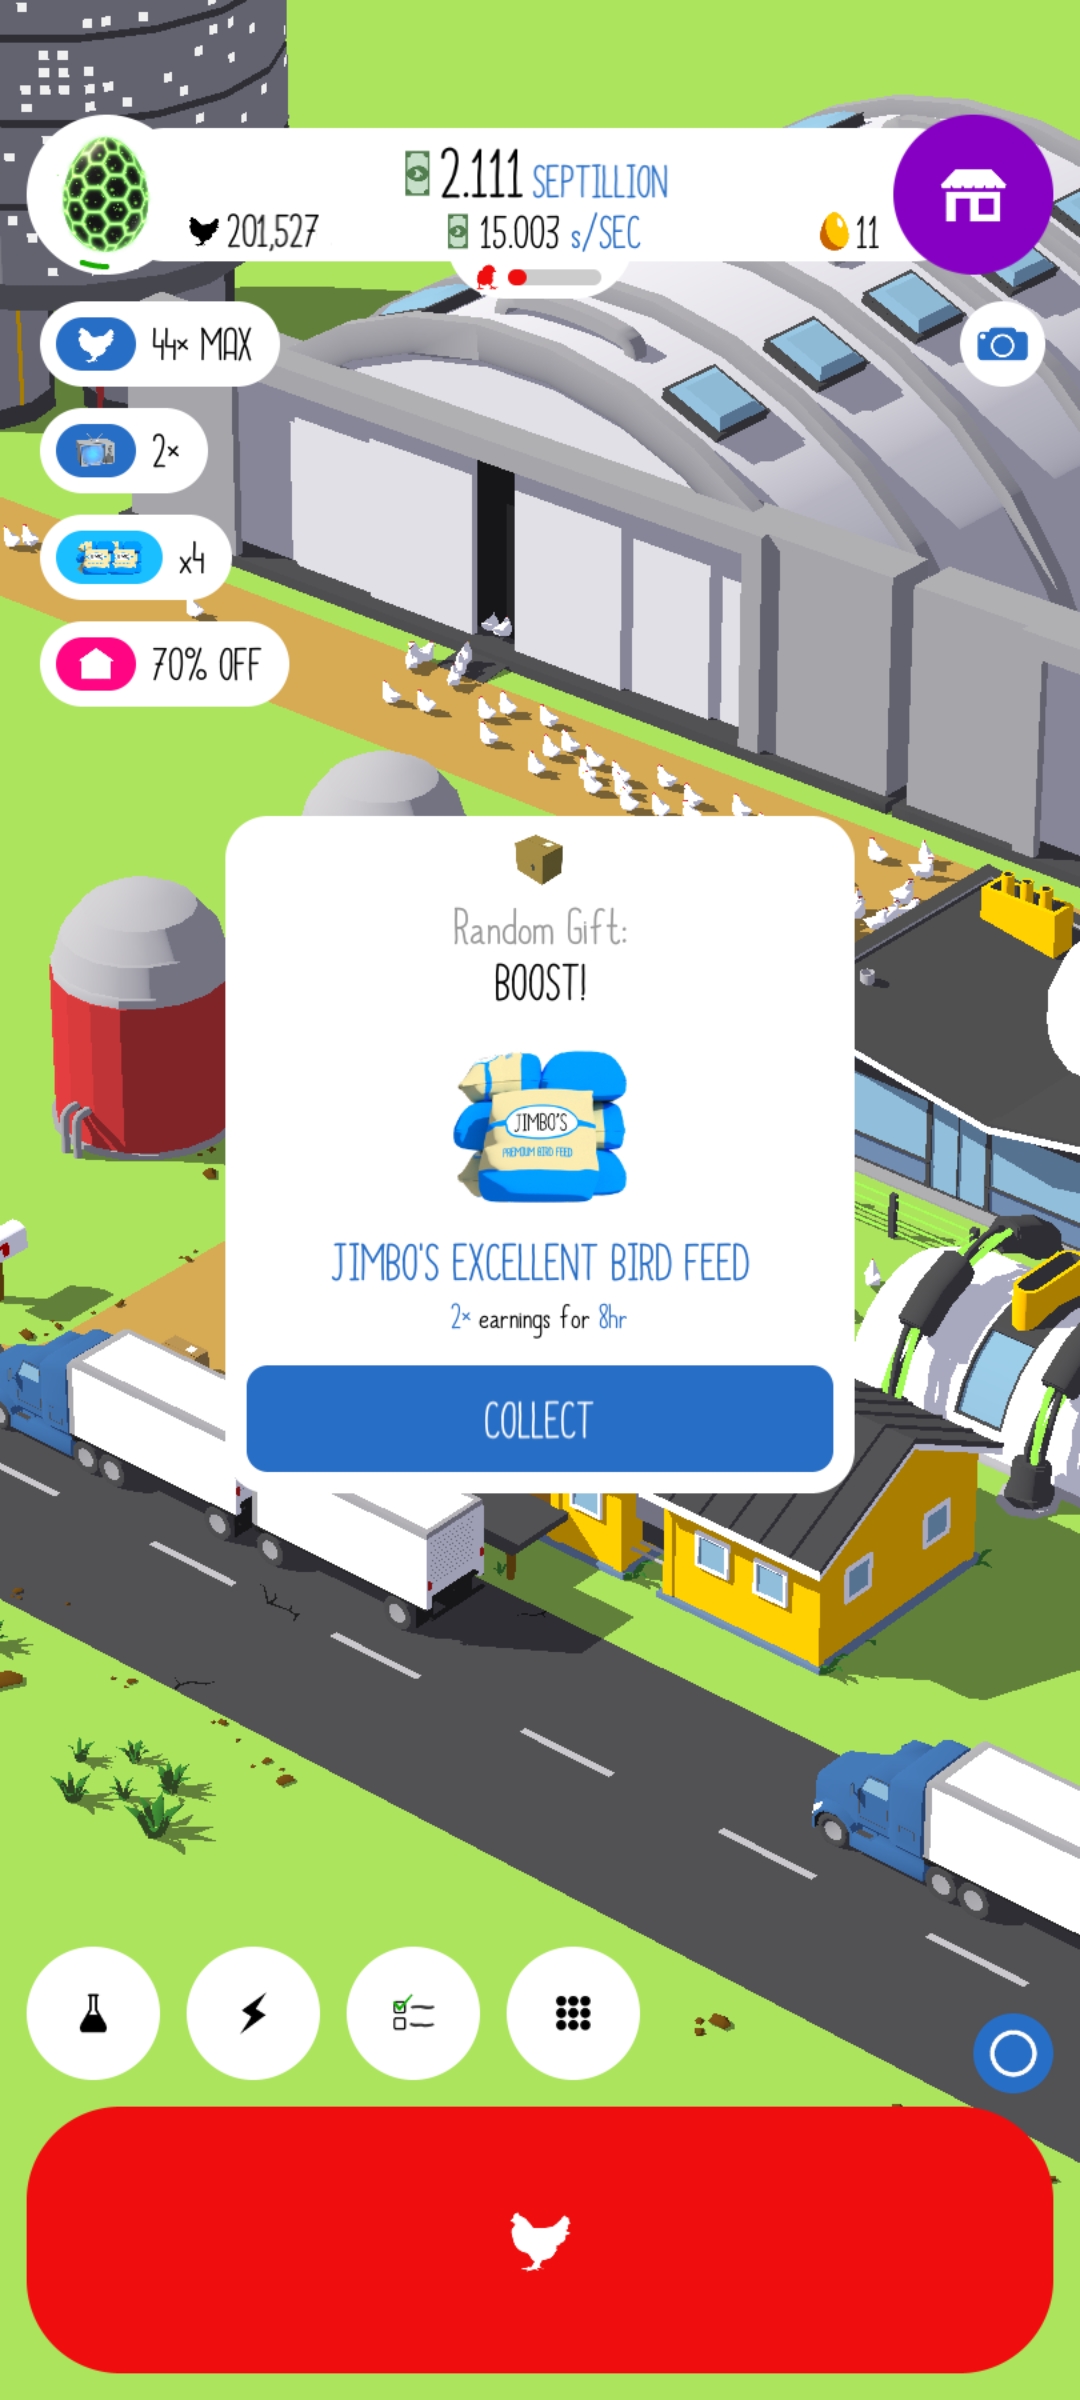 2.111 SEPTILLION
201,527
15.003 s/SEC
11
44× MAX
2×
x4
70% OFF
Random Gift:
BOOST!
JIMBO'S
PREMIUM BIRD FEED
JIMBO'S EXCELLENT BIRD FEED
2× earnings for 8hr
COLLECT